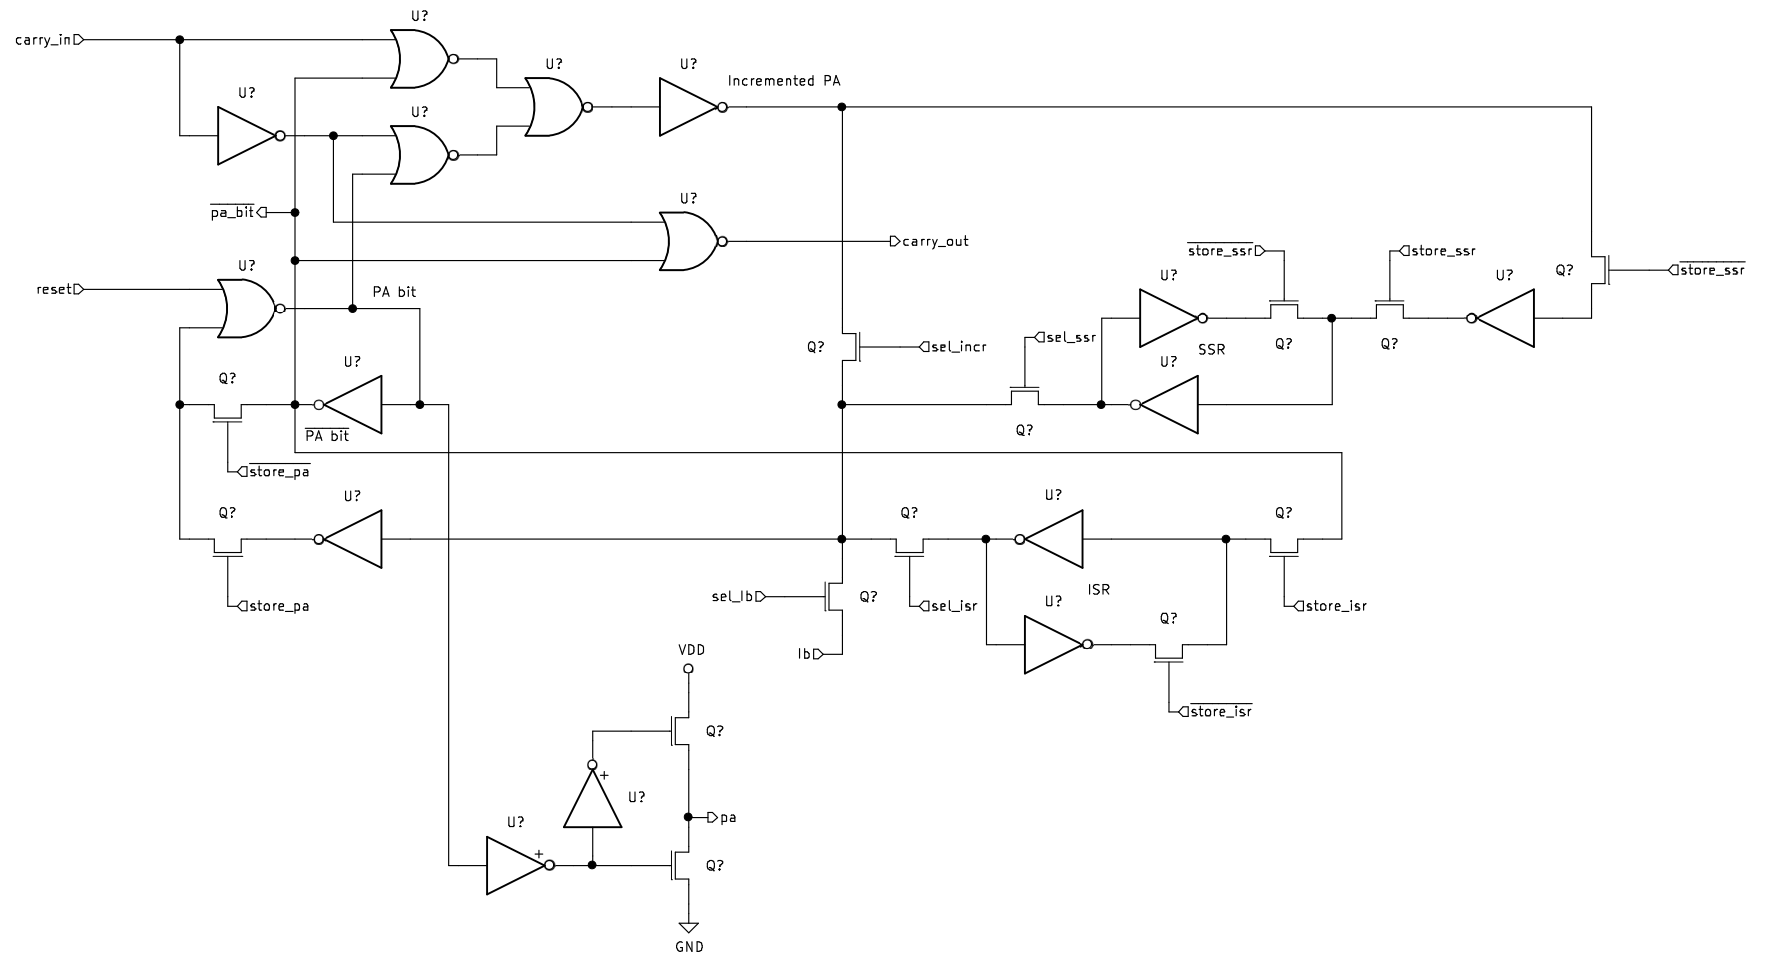 U?
carry_in
U?
U?
Incremented PA
U?
U?
U?
pa_bit
carry_out
store_ssr
store_ssr
U?
Q?
store_ssr
U?
U?
reset
PA bit
Q?
sel_incr
sel_ssr
SSR
Q?
Q?
U?
U?
Q?
PA bit
Q?
store_pa
U?
U?
Q?
Q?
Q?
ISR
U?
store_pa
sel_lb
Q?
sel_isr
store_isr
Q?
VDD
lb
store_isr
Q?
+
U?
U?
pa
+
Q?
GND